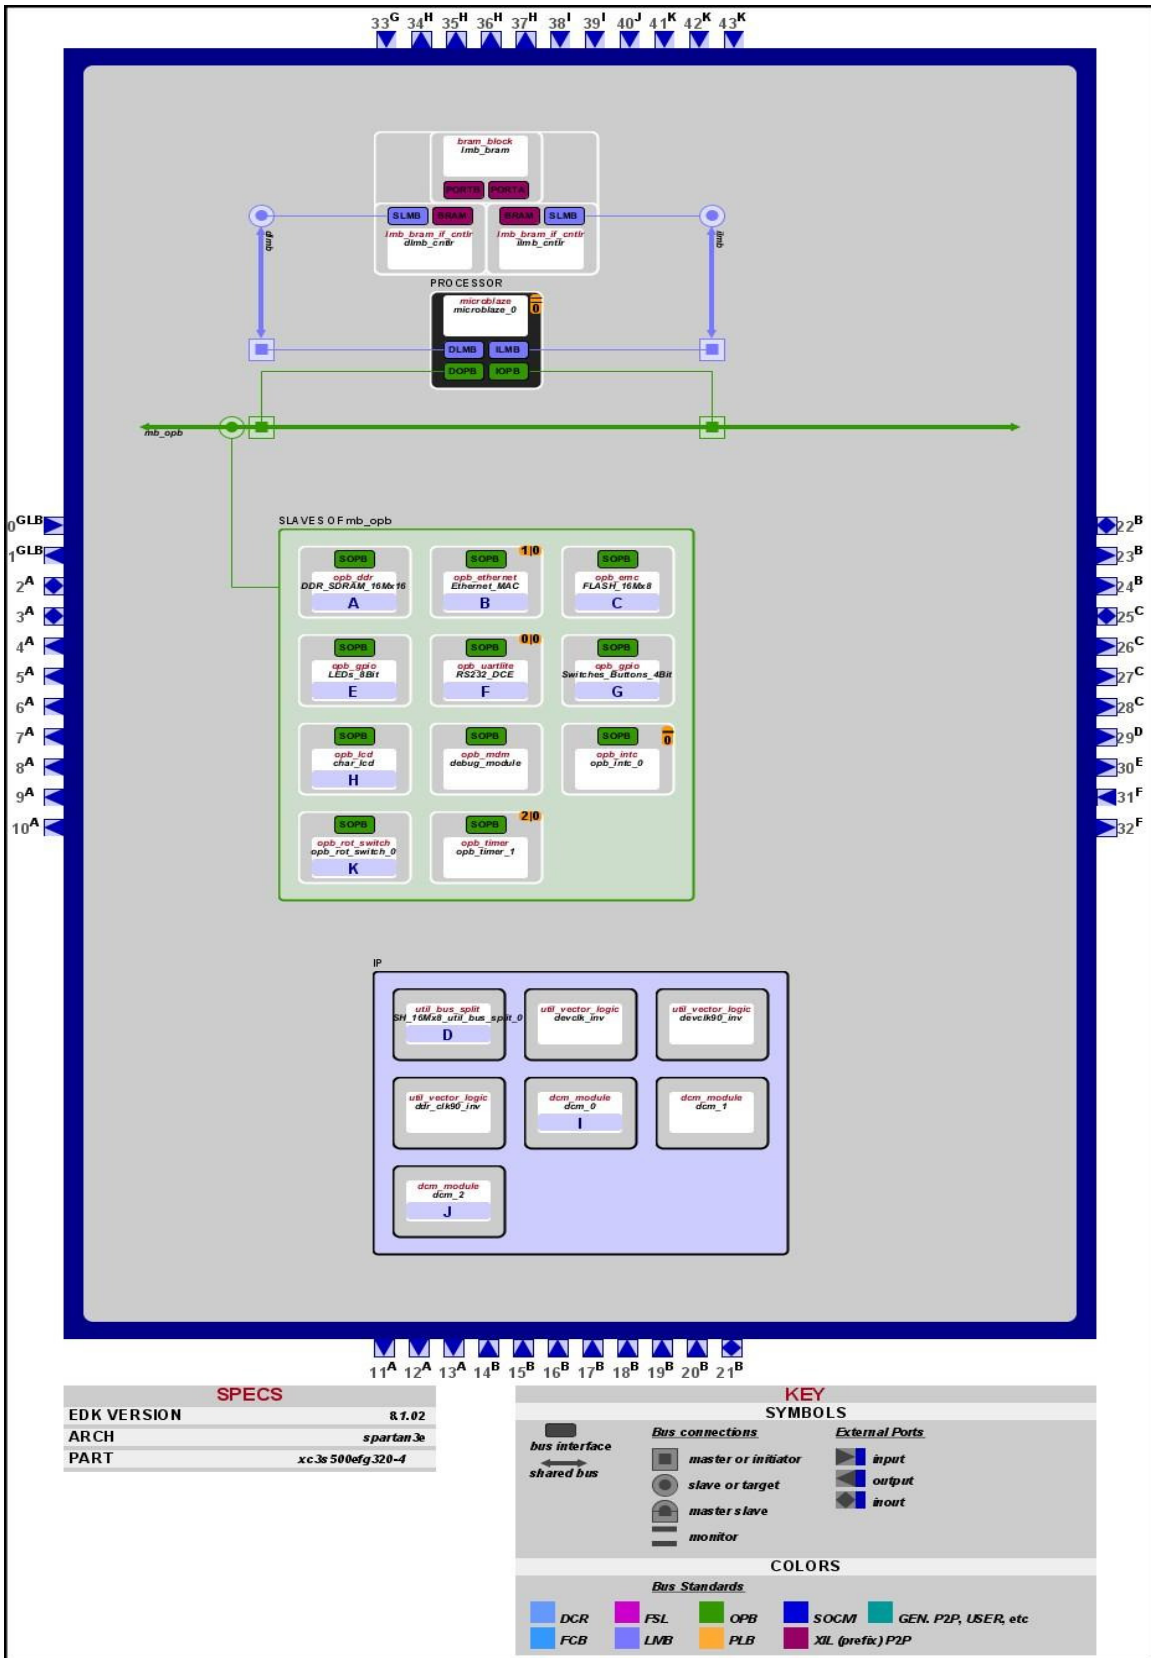 33G 34H 35H 36H 37H 38I 39I 40J 41K 42K 43K
bram_block
lmb_bram
PORTB PORTA
SLMB BRAM BRAM SLMB
lmb_bram_if_cntlr lmb_bram_if_cntlr
dlmb_cntlr ilmb_cntlr
dlmb ilmb
PROCESSOR
microblaze
microblaze_0
0
DLMB ILMB
DOPB IOPB
mb_opb
0GLB
1GLB
2A
3A
4A
5A
6A
7A
8A
9A
10A
22B
23B
24B
25C
26C
27C
28C
29D
30E
31F
32F
SLAVES OF mb_opb
SOPB SOPB 1|0 SOPB
opb_ddr opb_ethernet opb_emc
DDR_SDRAM_16Mx16 Ethernet_MAC FLASH_16Mx8
A B C
SOPB SOPB 0|0 SOPB
opb_gpio opb_uartlite opb_gpio
LEDs_8Bit RS232_DCE Switches_Buttons_4Bit
E F G
SOPB SOPB SOPB 0
opb_lcd opb_mdm opb_intc
char_lcd debug_module opb_intc_0
H
SOPB SOPB 2|0
opb_rot_switch opb_timer
opb_rot_switch_0 opb_timer_1
K
IP
util_bus_split util_vector_logic util_vector_logic
SH_16Mx8_util_bus_split_0 devclk_inv devclk90_inv
D
util_vector_logic dcm_module dcm_module
ddr_clk90_inv dcm_0 dcm_1
I
dcm_module
dcm_2
J
11A 12A 13A 14B 15B 16B 17B 18B 19B 20B 21B
SPECS
EDK VERSION 8.1.02
ARCH spartan3e
PART xc3s500efg320-4
KEY
SYMBOLS
bus interface
shared bus
Bus connections
master or initiator
slave or target
master slave
monitor
External Ports
input
output
inout
COLORS
Bus Standards
DCR FSL OPB SOCM GEN. P2P, USER, etc
FCB LMB PLB XIL (prefix) P2P